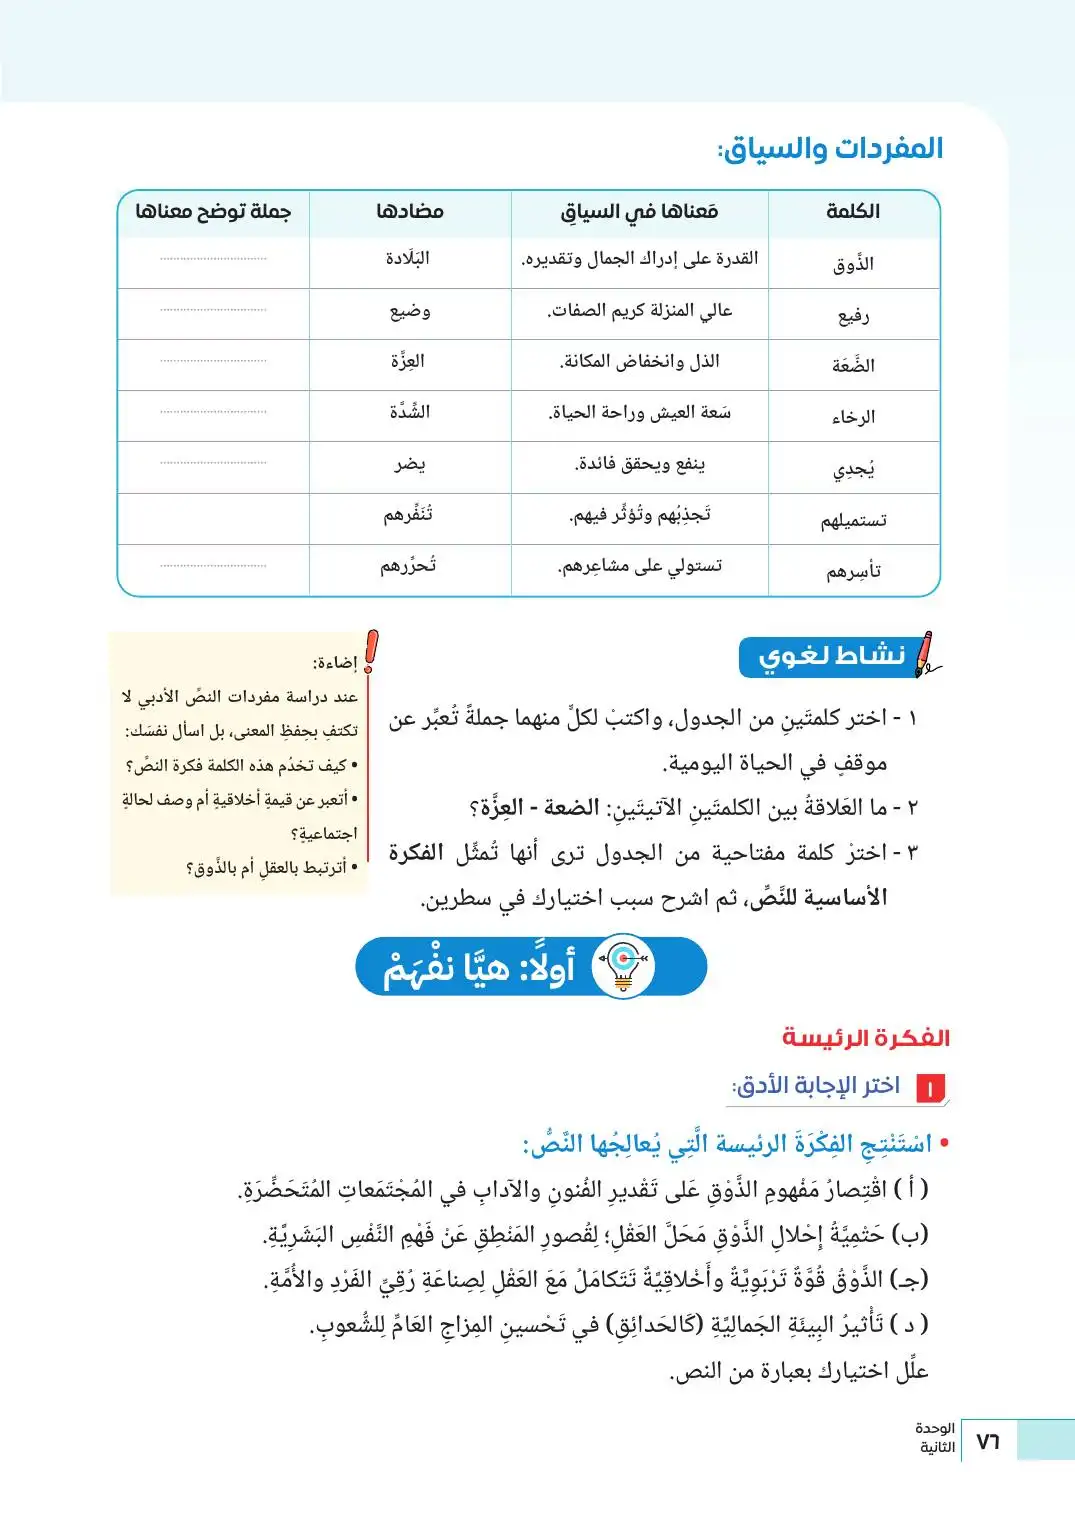 المفردات والسياق:
الكلمة مَعناها في السياقِ مضادها جملة توضح معناها
الذَّوق القدرة على إدراك الجمال وتقديره. البَلَادة
رفيع عالي المنزلة كريم الصفات. وضيع
الضَّعَة الذل وانخفاض المكانة. العِزَّة
الرخاء سَعة العيش وراحة الحياة. الشِّدَّة
يُجدِي ينفع ويحقق فائدة. يضر
تستميلهم تَجذِبُهم وتُؤثِّر فيهم. تُنَفِّرهم
تأسِرهم تستولي على مشاعِرهم. تُحرِّرهم
نشاط لغوي
١ - اختر كلمتَينِ من الجدول، واكتبْ لكلٍّ منهما جملةً تُعبِّر عن
موقفٍ في الحياة اليومية.
٢ - ما العَلاقةُ بين الكلمتَينِ الآتيتَينِ: الضعة - العِزَّة؟
٣ - اخترْ كلمة مفتاحية من الجدول ترى أنها تُمثِّل الفكرة
الأساسية للنَّصِّ، ثم اشرح سبب اختيارك في سطرين.
إضاءة:
عند دراسة مفردات النصِّ الأدبي لا
تكتفِ بحِفظِ المعنى، بل اسأل نفسَك:
• كيف تخدُم هذه الكلمة فكرة النصِّ؟
• أتعبر عن قيمةٍ أخلاقيةٍ أم وصف لحالةٍ
اجتماعيةٍ؟
• أترتبط بالعقلِ أم بالذَّوق؟
أولًا: هيَّا نفْهَمْ
الفكرة الرئيسة
١ اختر الإجابة الأدق:
• اسْتَنْتِجِ الفِكْرَةَ الرئيسة الَّتِي يُعالِجُها النَّصُّ:
( أ ) اقْتِصارُ مَفْهومِ الذَّوْقِ عَلى تَقْديرِ الفُنونِ والآدابِ في المُجْتَمَعاتِ المُتَحَضِّرَةِ.
(ب) حَتْمِيَّةُ إِحْلالِ الذَّوْقِ مَحَلَّ العَقْلِ؛ لِقُصورِ المَنْطِقِ عَنْ فَهْمِ النَّفْسِ البَشَرِيَّةِ.
(جـ) الذَّوْقُ قُوَّةٌ تَرْبَوِيَّةٌ وأَخْلاقِيَّةٌ تَتَكامَلُ مَعَ العَقْلِ لِصِناعَةِ رُقِيِّ الفَرْدِ والأُمَّةِ.
( د ) تَأْثيرُ البِيئَةِ الجَمالِيَّةِ (كَالحَدائِقِ) في تَحْسينِ المِزاجِ العَامِّ لِلشُّعوبِ.
علِّل اختيارك بعبارة من النص.
٧٦ الوحدة
الثانية